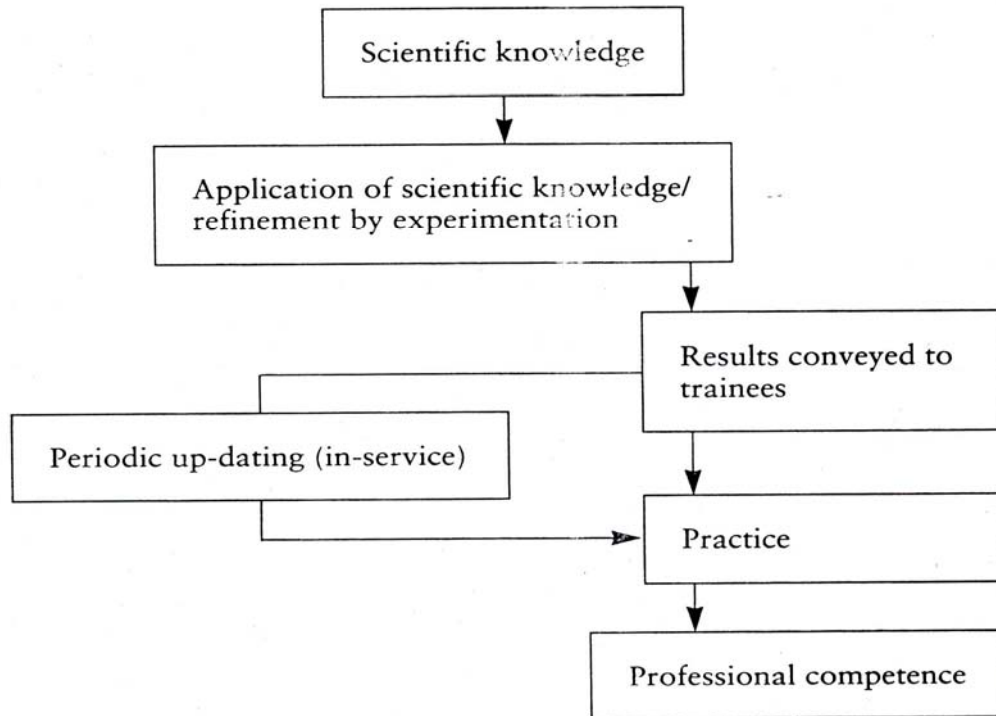 Scientific knowledge
Application of scientific knowledge/
refinement by experimentation
Results conveyed to
trainees
Periodic up-dating (in-service)
Practice
Professional competence